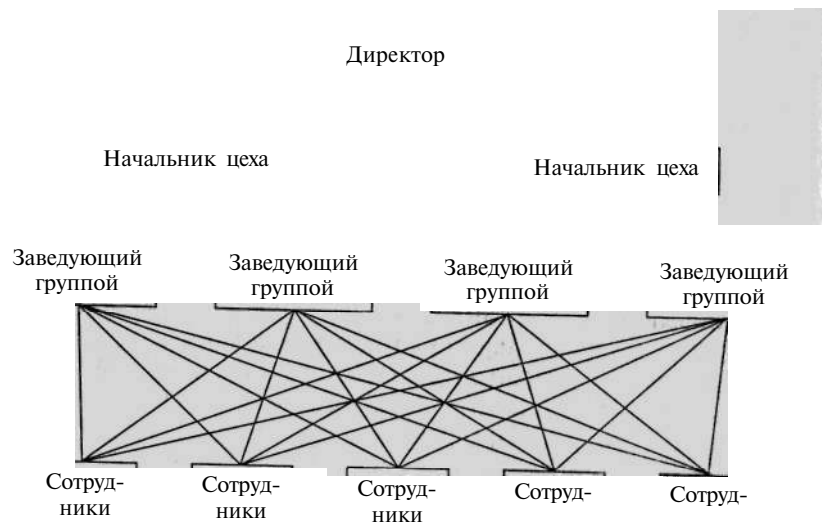 Директор
Начальник цеха
Начальник цеха
Заведующий
группой
Заведующий
группой
Заведующий
группой
Заведующий
группой
Сотруд-
ники
Сотруд-
ники
Сотруд-
ники
Сотруд-
Сотруд-